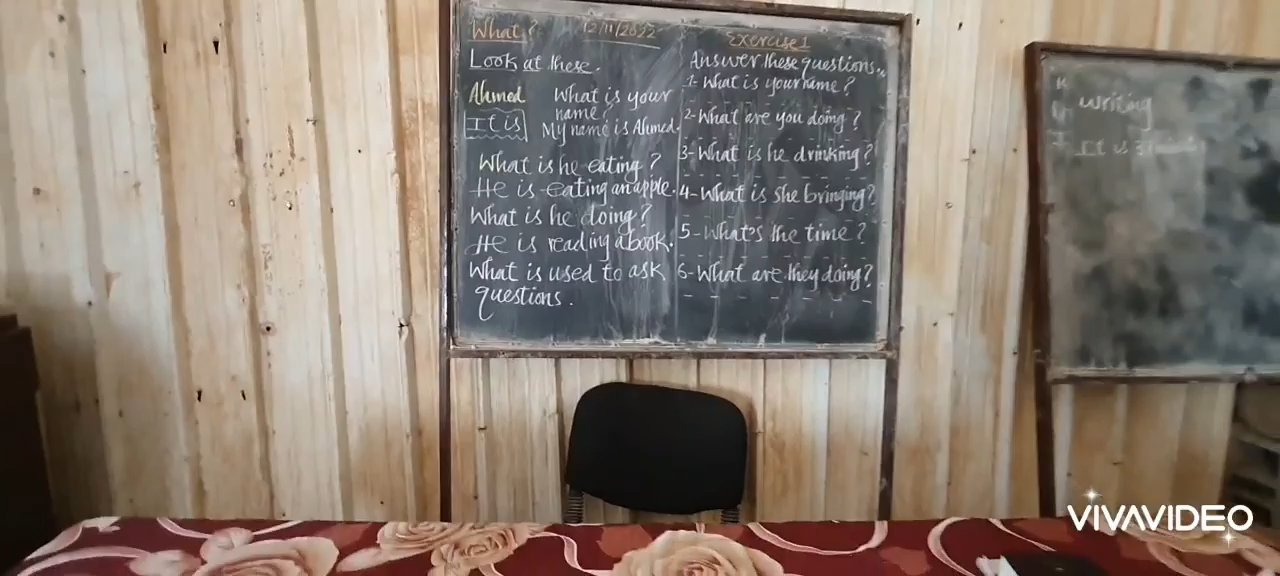 What?
12/11/2022
Look at these.
Ahmed
It is
What is your
name?
My name is Ahmed.
What is he eating?
He is eating an apple.
What is he doing?
He is reading a book.
What is used to ask
questions.
Exercise 1
Answer these questions.
1- What is your name?
2- What are you doing?
3- What is he drinking?
4- What is she bringing?
5- What's the time?
6- What are they doing?
writing
It is
VIVAVIDEO